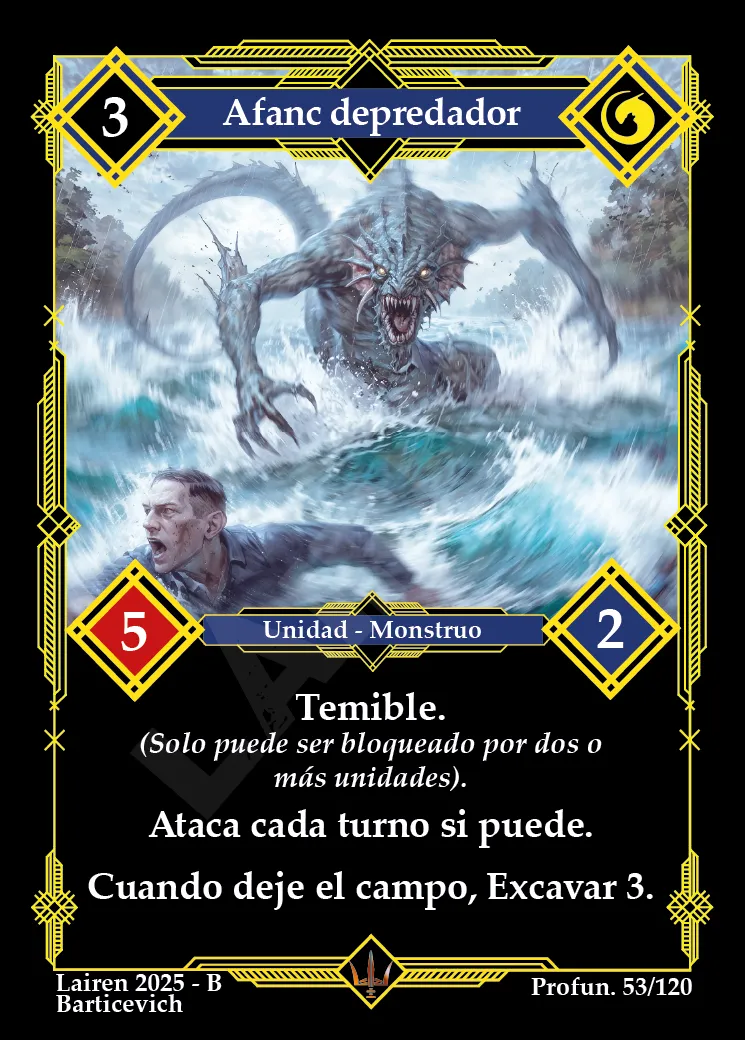 3
Afanc depredador
5
Unidad - Monstruo
2
Temible.
(Solo puede ser bloqueado por dos o
más unidades).
Ataca cada turno si puede.
Cuando deje el campo, Excavar 3.
Lairen 2025 - B
Barticevich
Profun. 53/120